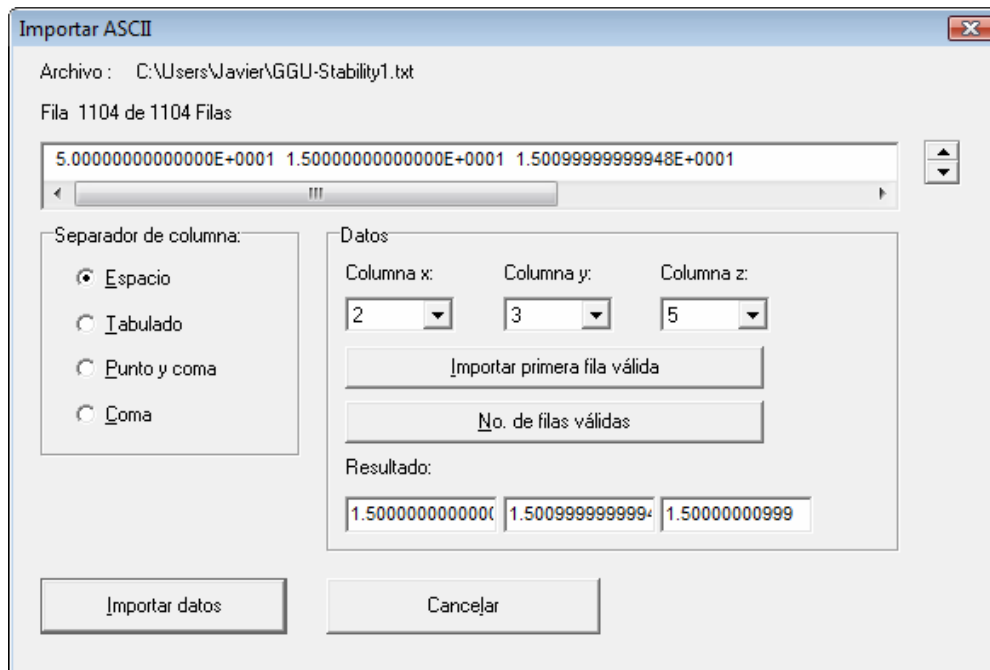 Importar ASCII
Archivo : C:\Users\Javier\GGU-Stability1.txt
Fila 1104 de 1104 Filas
5.00000000000000E+0001 1.50000000000000E+0001 1.50099999999948E+0001
Separador de columna:
Espacio
Tabulado
Punto y coma
Coma
Datos
Columna x: Columna y: Columna z:
2 3 5
Importar primera fila válida
No. de filas válidas
Resultado:
1.500000000000( 1.5009999999994 1.50000000999
Importar datos Cancelar